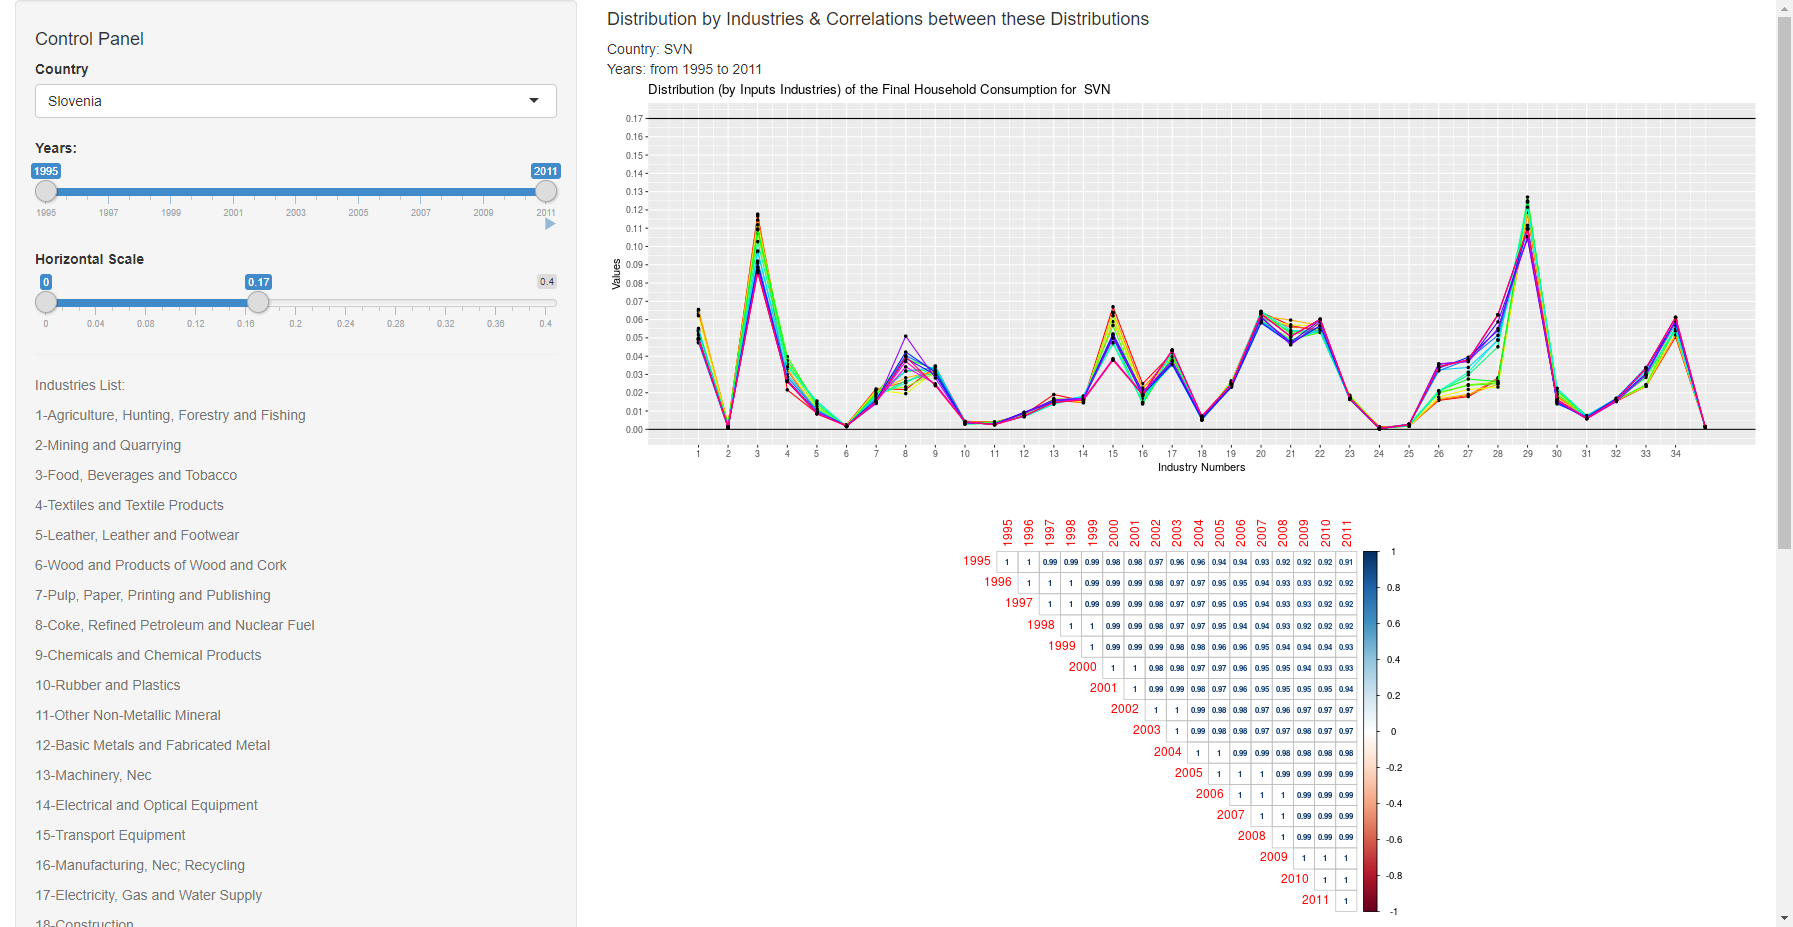 Control Panel
Country
Slovenia
Years:
1995 2011
1995 1997 1999 2001 2003 2005 2007 2009 2011
Horizontal Scale
0 0.17 0.4
0 0.04 0.08 0.12 0.16 0.2 0.24 0.28 0.32 0.36 0.4
Industries List:
1-Agriculture, Hunting, Forestry and Fishing
2-Mining and Quarrying
3-Food, Beverages and Tobacco
4-Textiles and Textile Products
5-Leather, Leather and Footwear
6-Wood and Products of Wood and Cork
7-Pulp, Paper, Printing and Publishing
8-Coke, Refined Petroleum and Nuclear Fuel
9-Chemicals and Chemical Products
10-Rubber and Plastics
11-Other Non-Metallic Mineral
12-Basic Metals and Fabricated Metal
13-Machinery, Nec
14-Electrical and Optical Equipment
15-Transport Equipment
16-Manufacturing, Nec; Recycling
17-Electricity, Gas and Water Supply
18-Construction
Distribution by Industries & Correlations between these Distributions
Country: SVN
Years: from 1995 to 2011
Distribution (by Inputs Industries) of the Final Household Consumption for SVN
Values
0.17
0.16
0.15
0.14
0.13
0.12
0.11
0.10
0.09
0.08
0.07
0.06
0.05
0.04
0.03
0.02
0.01
0.00
1 2 3 4 5 6 7 8 9 10 11 12 13 14 15 16 17 18 19 20 21 22 23 24 25 26 27 28 29 30 31 32 33 34
Industry Numbers
1995 1996 1997 1998 1999 2000 2001 2002 2003 2004 2005 2006 2007 2008 2009 2010 2011
1995 1 1 0.99 0.99 0.99 0.98 0.98 0.97 0.96 0.96 0.94 0.94 0.93 0.92 0.92 0.92 0.91
1996 1 1 1 0.99 0.99 0.99 0.98 0.97 0.97 0.95 0.95 0.94 0.93 0.93 0.92 0.92
1997 1 1 0.99 0.99 0.99 0.98 0.97 0.97 0.95 0.95 0.94 0.93 0.93 0.92 0.92
1998 1 1 0.99 0.99 0.98 0.97 0.97 0.95 0.94 0.94 0.93 0.92 0.92 0.92
1999 1 0.99 0.99 0.99 0.98 0.98 0.96 0.96 0.95 0.94 0.94 0.94 0.93
2000 1 1 0.98 0.98 0.97 0.97 0.96 0.95 0.95 0.94 0.93 0.93
2001 1 0.99 0.99 0.98 0.97 0.96 0.95 0.95 0.95 0.95 0.94
2002 1 1 0.99 0.98 0.98 0.97 0.96 0.97 0.97 0.97
2003 1 0.99 0.98 0.98 0.97 0.97 0.98 0.97 0.97
2004 1 1 0.99 0.99 0.98 0.98 0.98 0.98
2005 1 1 1 0.99 0.99 0.99 0.99
2006 1 1 1 0.99 0.99 0.99
2007 1 1 0.99 0.99 0.99
2008 1 0.99 0.99 0.99
2009 1 1 1
2010 1 1
2011 1
1
0.8
0.6
0.4
0.2
0
-0.2
-0.4
-0.6
-0.8
-1